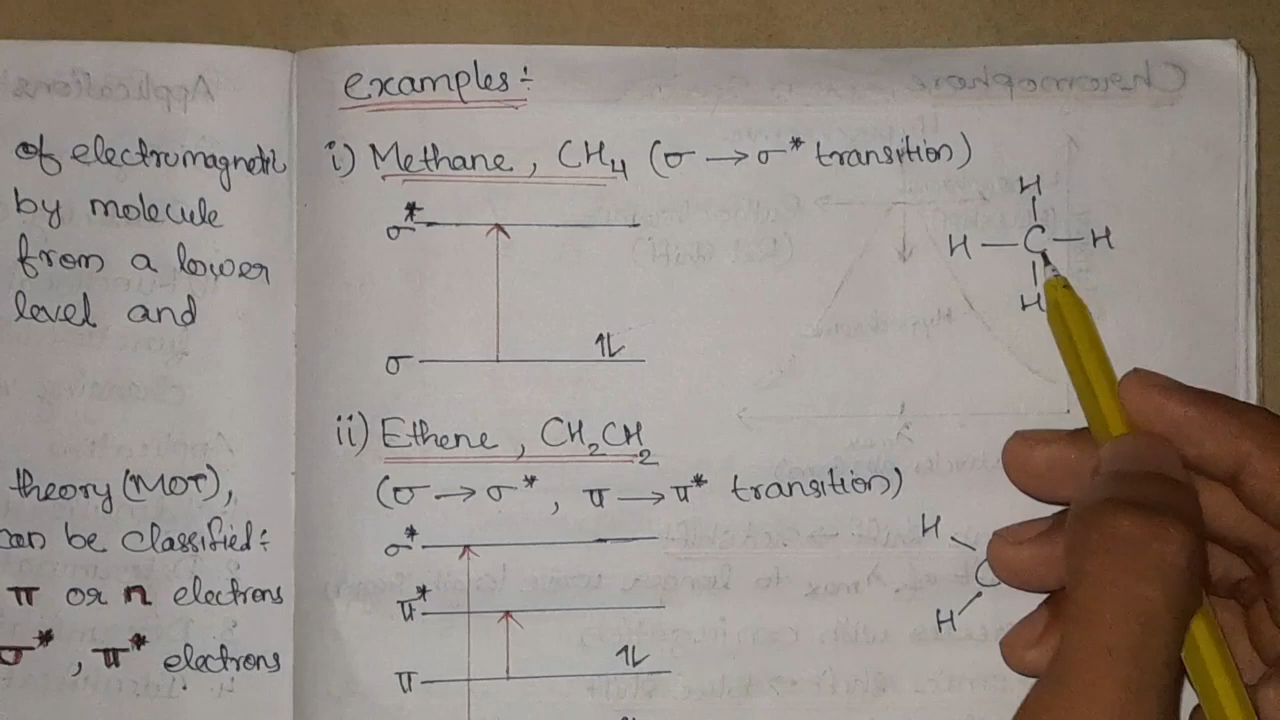 of electromagnetic
by molecule
from a lower
level and
theory (MOT),
can be classified:
π or n electrons
σ*, π* electrons
examples:
i) Methane, CH4 (σ → σ* transition)
σ*
σ ⥮
H
H — C — H
H
ii) Ethene, CH2CH2
(σ → σ*, π → π* transition)
σ*
π*
π ⥮
H
C
H